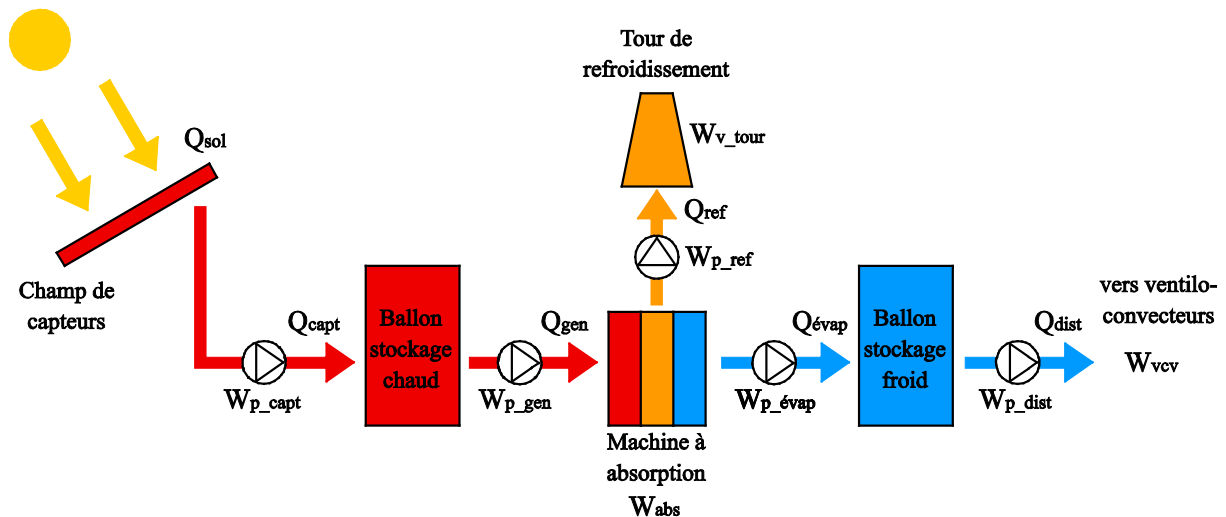 Tour de
refroidissement
Wv_tour
Qsol
Qref
Wp_ref
Champ de
capteurs
Qcapt
Wp_capt
Ballon
stockage
chaud
Qgen
Wp_gen
Machine à
absorption
Wabs
Qévap
Wp_évap
Ballon
stockage
froid
Qdist
Wp_dist
vers ventilo-
convecteurs
Wvcv